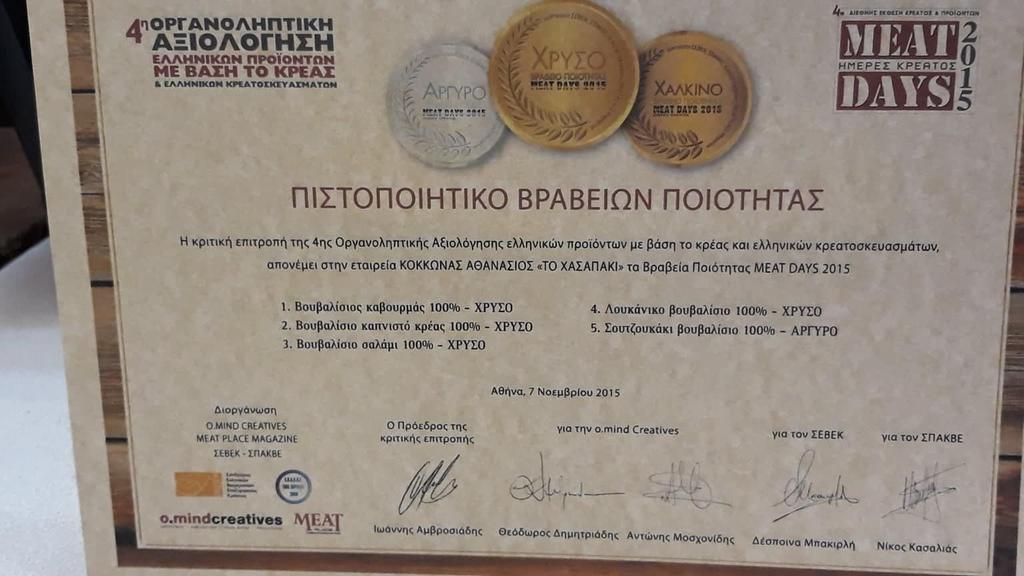 4η ΟΡΓΑΝΟΛΗΠΤΙΚΗ
ΑΞΙΟΛΟΓΗΣΗ
ΕΛΛΗΝΙΚΩΝ ΠΡΟΪΟΝΤΩΝ
ΜΕ ΒΑΣΗ ΤΟ ΚΡΕΑΣ
& ΕΛΛΗΝΙΚΩΝ ΚΡΕΑΤΟΣΚΕΥΑΣΜΑΤΩΝ
ΑΡΓΥΡΟ
MEAT DAYS 2015
ΧΡΥΣΟ
ΒΡΑΒΕΙΟ ΠΟΙΟΤΗΤΑΣ
MEAT DAYS 2015
ΧΑΛΚΙΝΟ
MEAT DAYS 2015
4η ΔΙΕΘΝΗΣ ΕΚΘΕΣΗ ΚΡΕΑΤΟΣ & ΠΡΟΪΟΝΤΩΝ
MEAT
ΗΜΕΡΕΣ ΚΡΕΑΤΟΣ
DAYS
2015
ΠΙΣΤΟΠΟΙΗΤΙΚΟ ΒΡΑΒΕΙΩΝ ΠΟΙΟΤΗΤΑΣ
Η κριτική επιτροπή της 4ης Οργανοληπτικής Αξιολόγησης ελληνικών προϊόντων με βάση το κρέας και ελληνικών κρεατοσκευασμάτων,
απονέμει στην εταιρεία ΚΟΚΚΩΝΑΣ ΑΘΑΝΑΣΙΟΣ «ΤΟ ΧΑΣΑΠΑΚΙ» τα Βραβεία Ποιότητας MEAT DAYS 2015
1. Βουβαλίσιος καβουρμάς 100% – ΧΡΥΣΟ
2. Βουβαλίσιο καπνιστό κρέας 100% – ΧΡΥΣΟ
3. Βουβαλίσιο σαλάμι 100% – ΧΡΥΣΟ
4. Λουκάνικο βουβαλίσιο 100% – ΧΡΥΣΟ
5. Σουτζουκάκι βουβαλίσιο 100% – ΑΡΓΥΡΟ
Αθήνα, 7 Νοεμβρίου 2015
Διοργάνωση
O.MIND CREATIVES
MEAT PLACE MAGAZINE
ΣΕΒΕΚ - ΣΠΑΚΒΕ
o.mindcreatives
MEAT
Ο Πρόεδρος της
κριτικής επιτροπής
Ιωάννης Αμβροσιάδης
για την o.mind Creatives
Θεόδωρος Δημητριάδης Αντώνης Μοσχονίδης
για τον ΣΕΒΕΚ
Δέσποινα Μπακιρλή
για τον ΣΠΑΚΒΕ
Νίκος Κασαλιάς